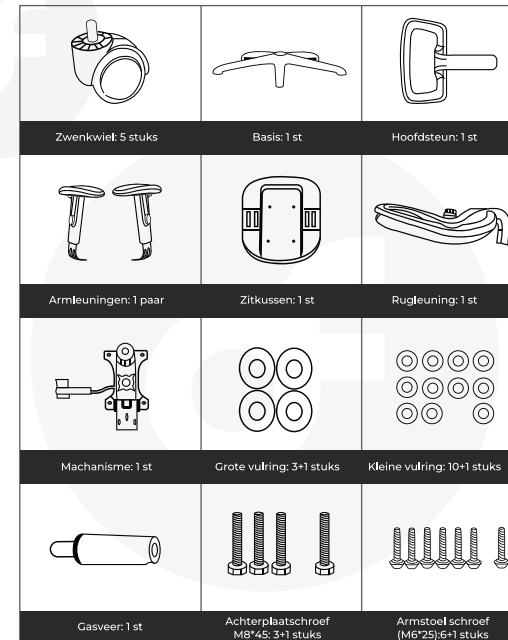 Zwenkwiel: 5 stuks
Basis: 1 st
Hoofdsteun: 1 st
Armleuningen: 1 paar
Zitkussen: 1 st
Rugleuning: 1 st
Machanisme: 1 st
Grote vulring: 3+1 stuks
Kleine vulring: 10+1 stuks
Gasveer: 1 st
Achterplaatschroef
M8*45: 3+1 stuks
Armstoel schroef
(M6*25):6+1 stuks